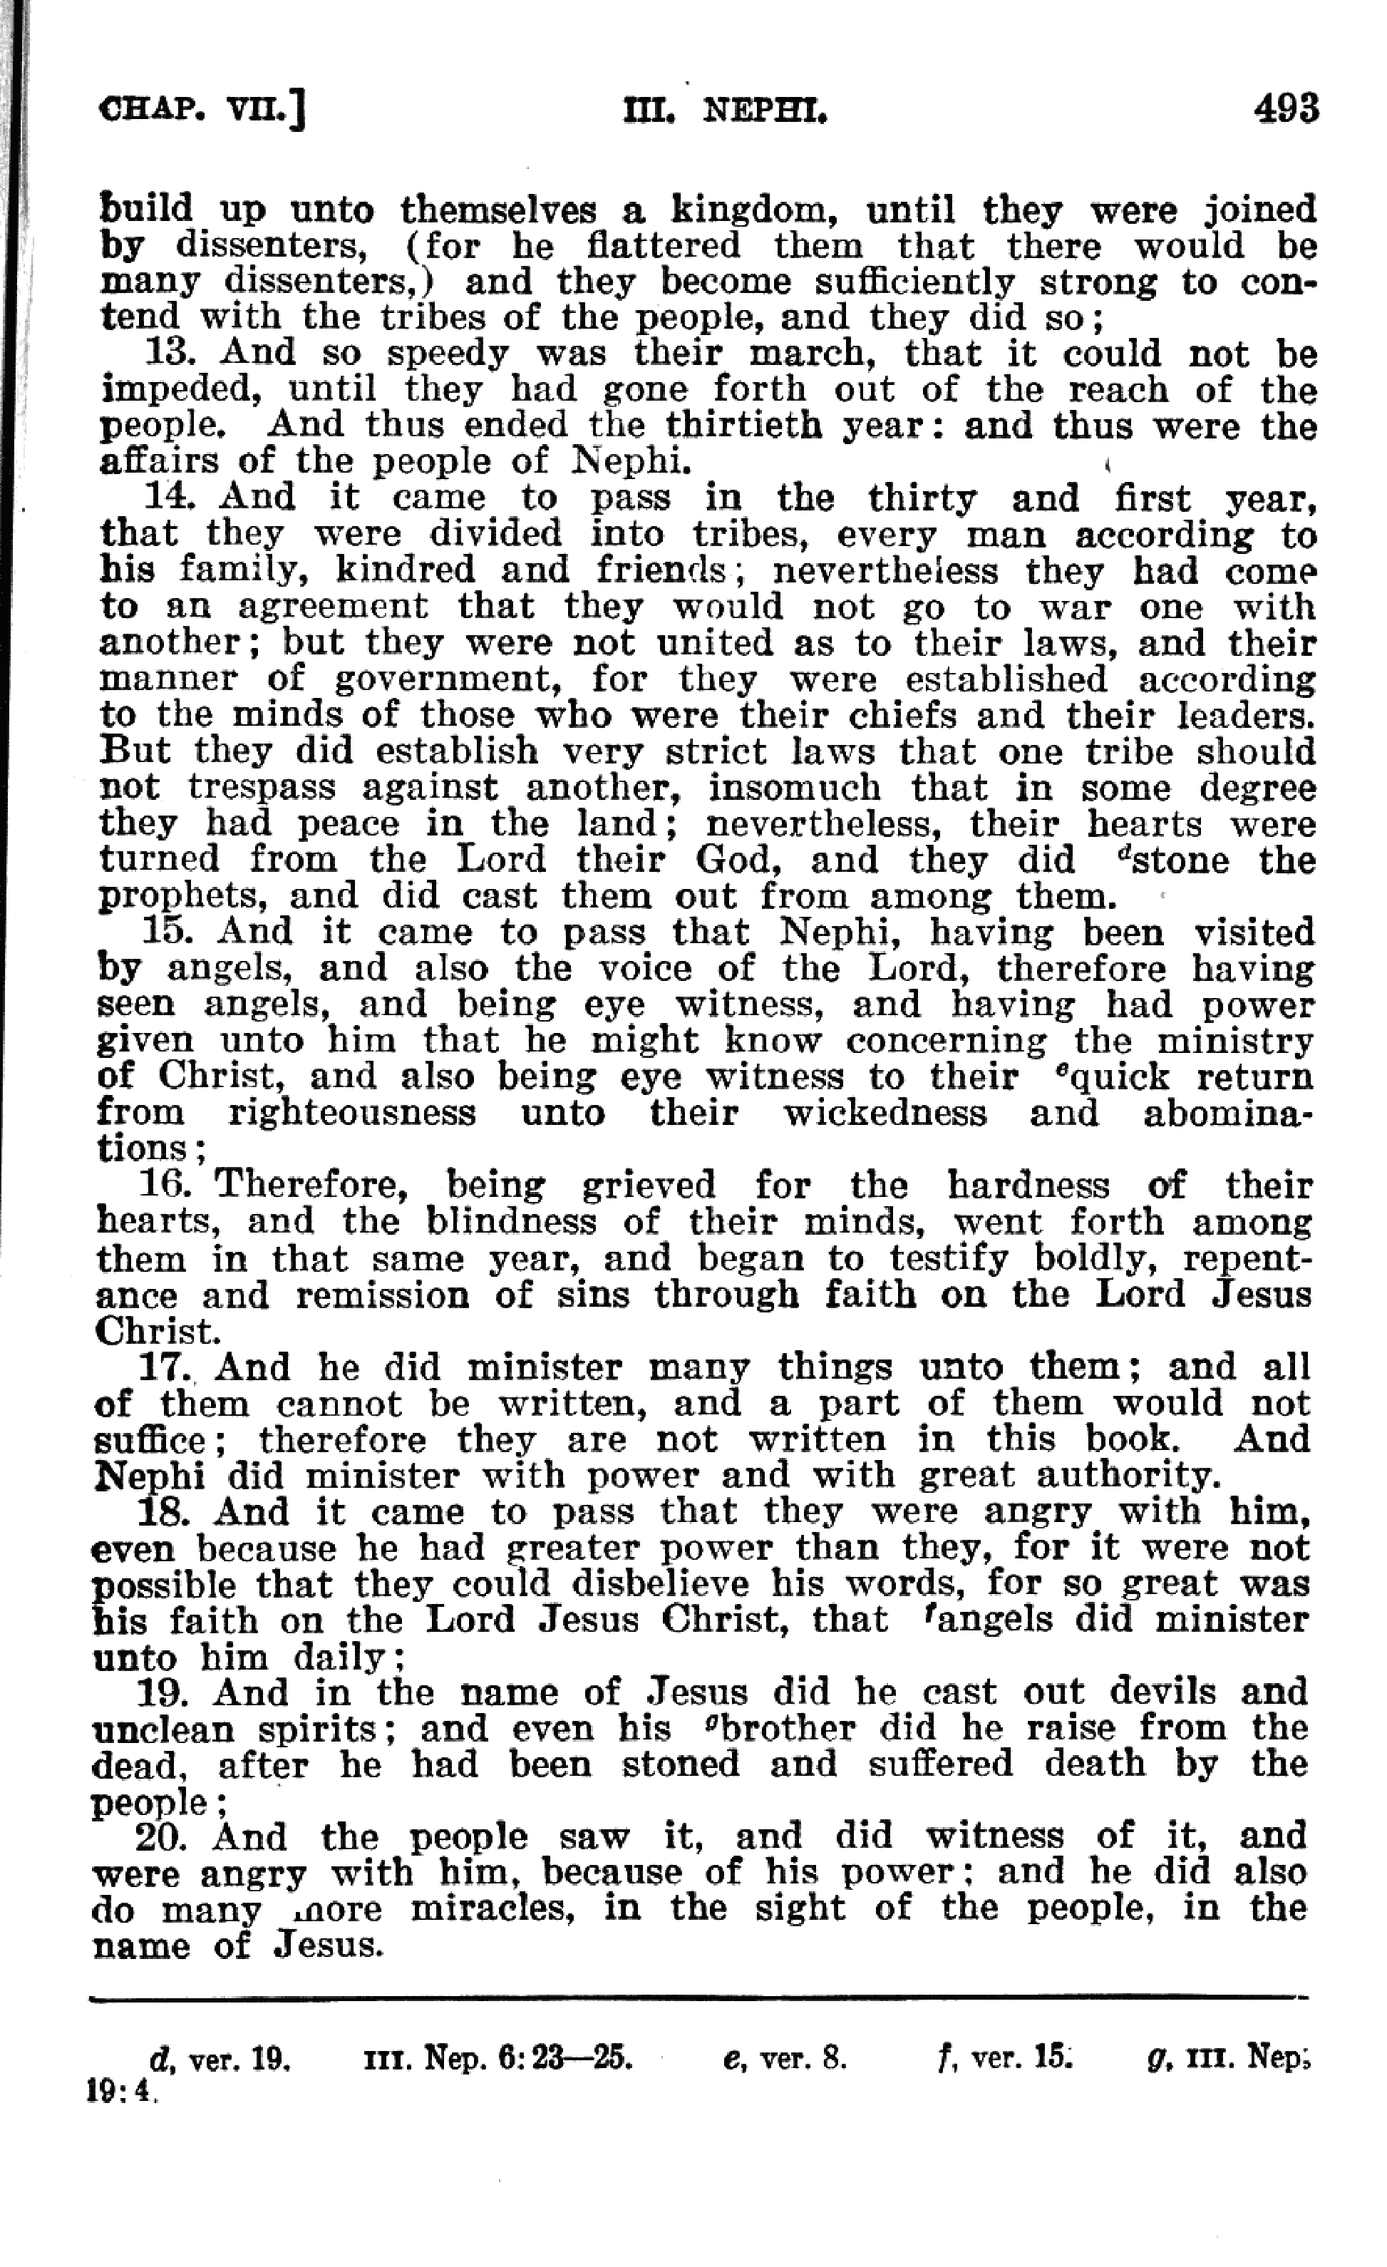 CHAP. VII.] III. NEPHI. 493
build up unto themselves a kingdom, until they were joined
by dissenters, (for he flattered them that there would be
many dissenters,) and they become sufficiently strong to con-
tend with the tribes of the people, and they did so;
13. And so speedy was their march, that it could not be
impeded, until they had gone forth out of the reach of the
people. And thus ended the thirtieth year: and thus were the
affairs of the people of Nephi.
14. And it came to pass in the thirty and first year,
that they were divided into tribes, every man according to
his family, kindred and friends; nevertheless they had come
to an agreement that they would not go to war one with
another; but they were not united as to their laws, and their
manner of government, for they were established according
to the minds of those who were their chiefs and their leaders.
But they did establish very strict laws that one tribe should
not trespass against another, insomuch that in some degree
they had peace in the land; nevertheless, their hearts were
turned from the Lord their God, and they did dstone the
prophets, and did cast them out from among them.
15. And it came to pass that Nephi, having been visited
by angels, and also the voice of the Lord, therefore having
seen angels, and being eye witness, and having had power
given unto him that he might know concerning the ministry
of Christ, and also being eye witness to their equick return
from righteousness unto their wickedness and abomina-
tions;
16. Therefore, being grieved for the hardness of their
hearts, and the blindness of their minds, went forth among
them in that same year, and began to testify boldly, repent-
ance and remission of sins through faith on the Lord Jesus
Christ.
17. And he did minister many things unto them; and all
of them cannot be written, and a part of them would not
suffice; therefore they are not written in this book. And
Nephi did minister with power and with great authority.
18. And it came to pass that they were angry with him,
even because he had greater power than they, for it were not
possible that they could disbelieve his words, for so great was
his faith on the Lord Jesus Christ, that fangels did minister
unto him daily;
19. And in the name of Jesus did he cast out devils and
unclean spirits; and even his gbrother did he raise from the
dead, after he had been stoned and suffered death by the
people;
20. And the people saw it, and did witness of it, and
were angry with him, because of his power; and he did also
do many more miracles, in the sight of the people, in the
name of Jesus.
d, ver. 19. III. Nep. 6:23—25. e, ver. 8. f, ver. 15. g, III. Nep.
19:4.